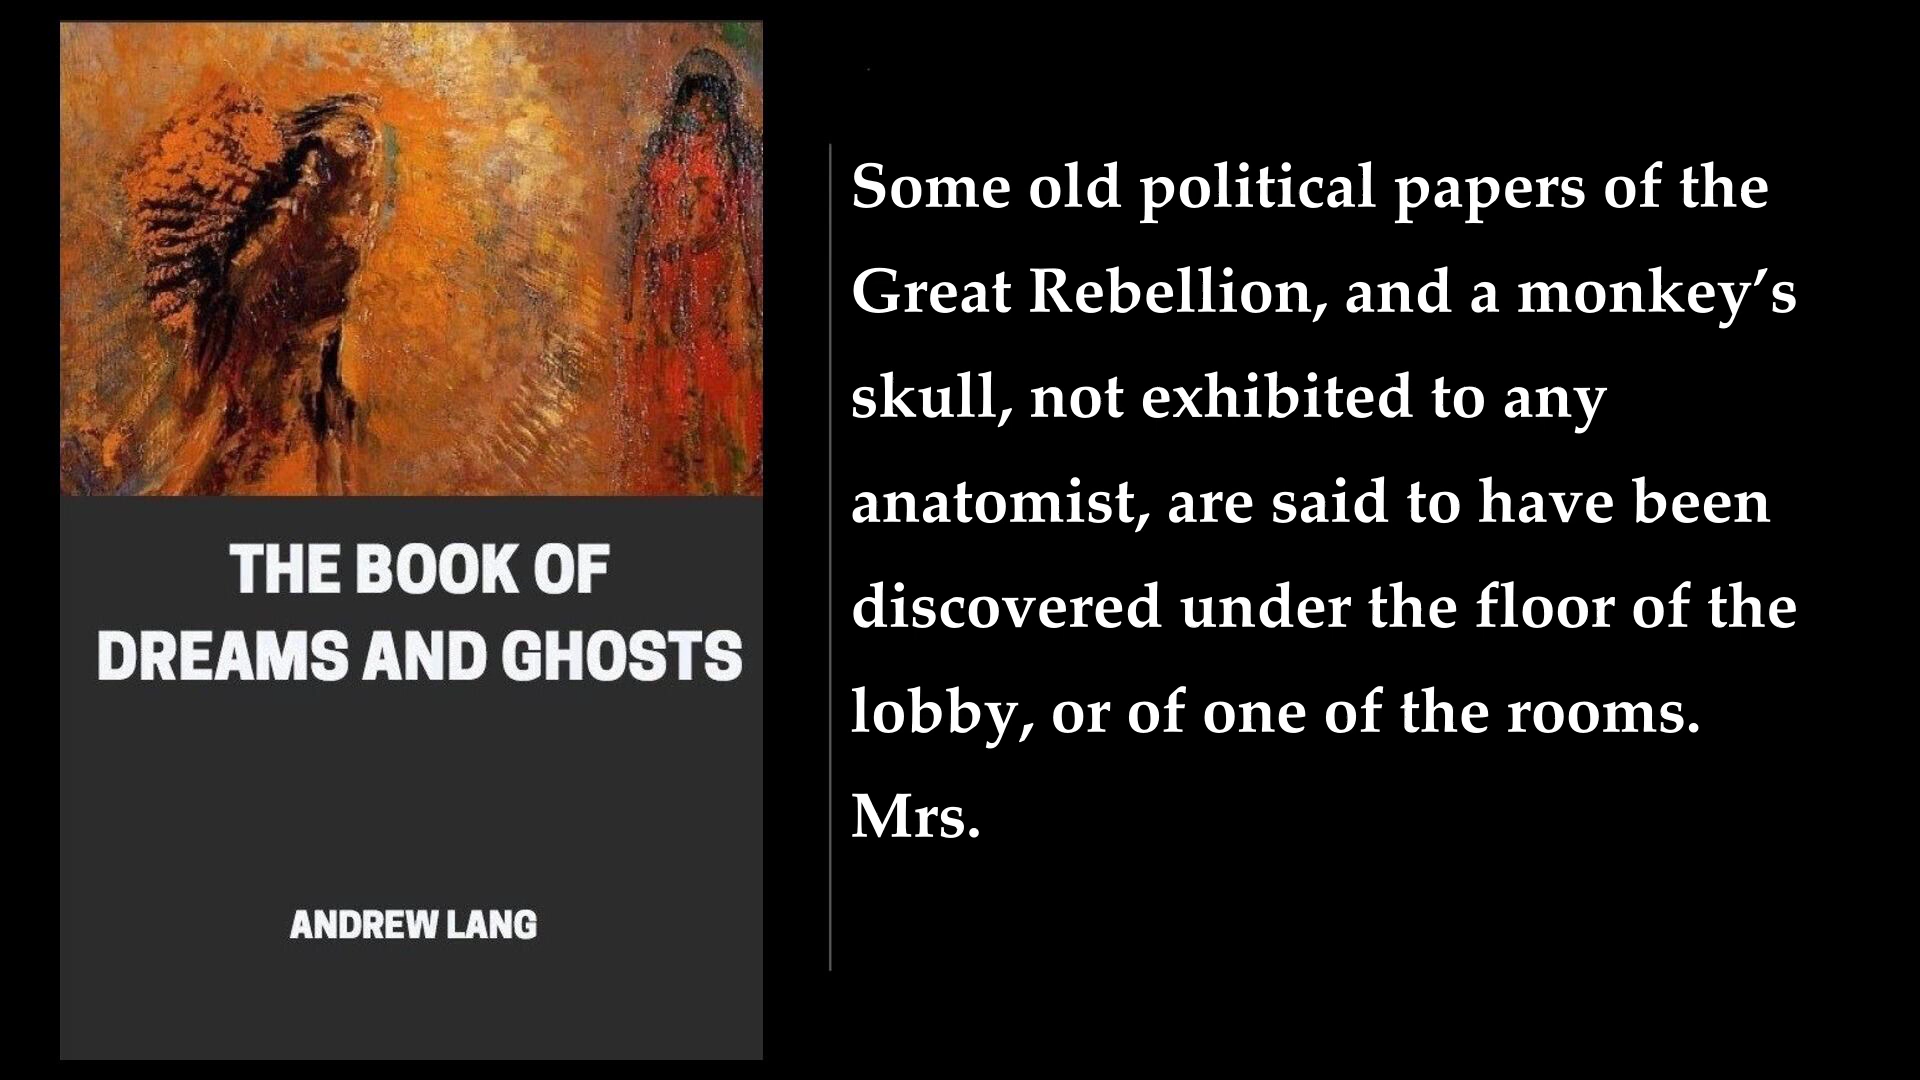 THE BOOK OF
DREAMS AND GHOSTS
ANDREW LANG
Some old political papers of the
Great Rebellion, and a monkey’s
skull, not exhibited to any
anatomist, are said to have been
discovered under the floor of the
lobby, or of one of the rooms.
Mrs.